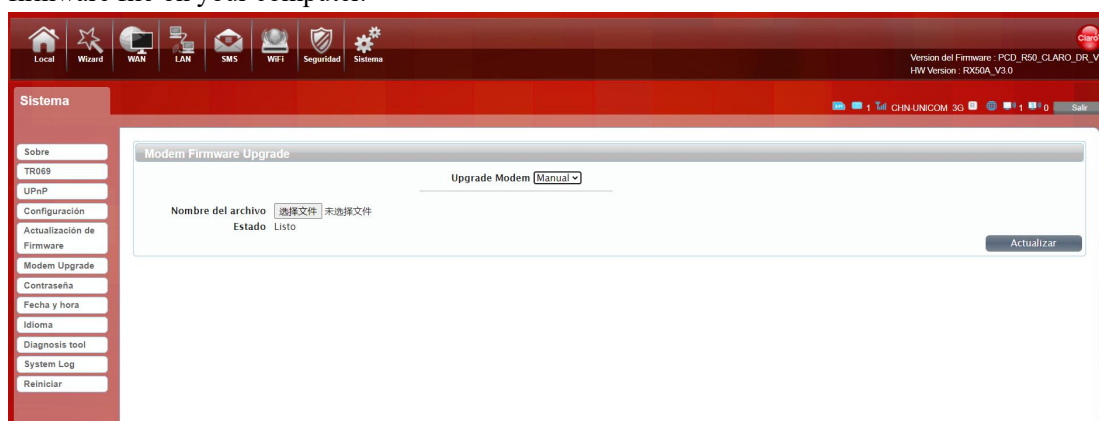 firmware file on your computer.
Claro
Local Wizard WAN LAN SMS WiFi Seguridad Sistema
Version del Firmware : PCD_R50_CLARO_DR_V
HW Version : RX50A_V3.0
Sistema
1 CHN-UNICOM 3G 1 0 Salir
Sobre
TR069
UPnP
Configuración
Actualización de
Firmware
Modem Upgrade
Contraseña
Fecha y hora
Idioma
Diagnosis tool
System Log
Reiniciar
Modem Firmware Upgrade
Upgrade Modem Manual
Nombre del archivo 选择文件 未选择文件
Estado Listo
Actualizar